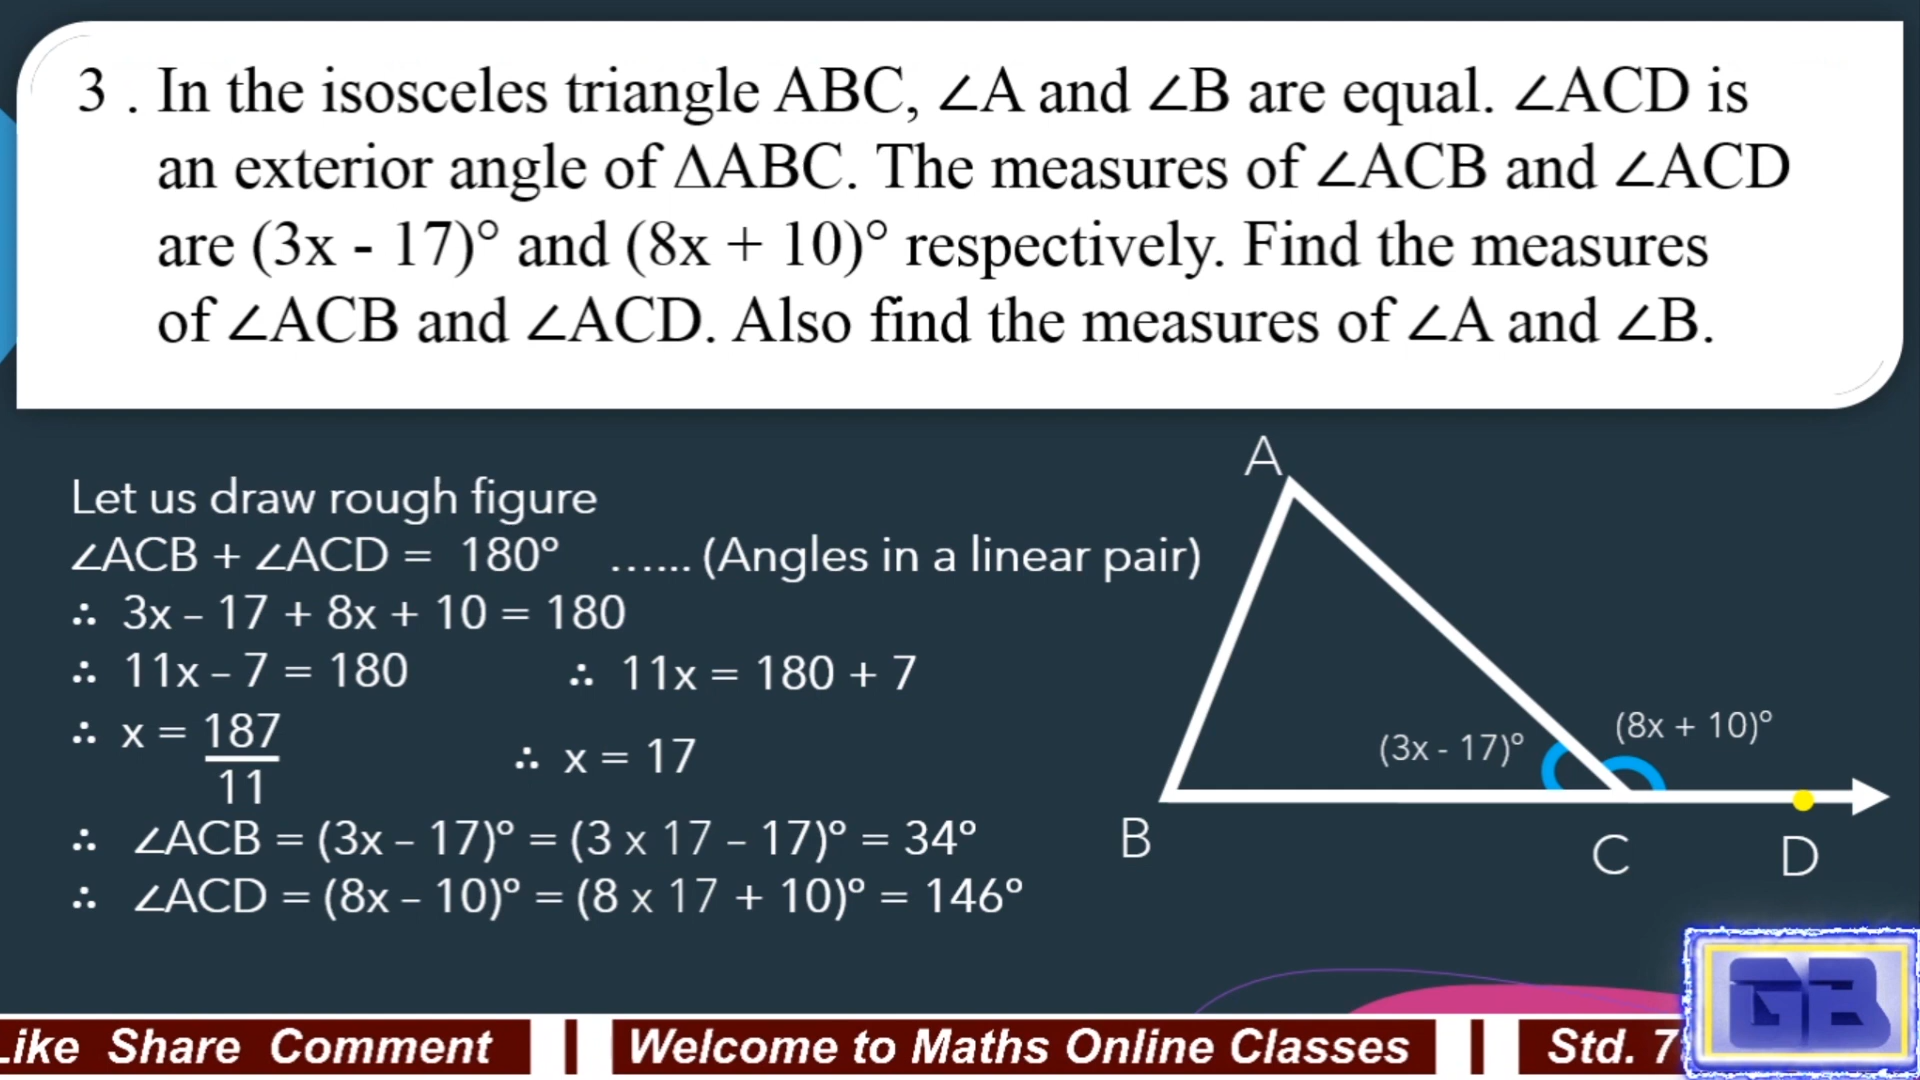 3 . In the isosceles triangle ABC, ∠A and ∠B are equal. ∠ACD is
an exterior angle of ΔABC. The measures of ∠ACB and ∠ACD
are (3x - 17)° and (8x + 10)° respectively. Find the measures
of ∠ACB and ∠ACD. Also find the measures of ∠A and ∠B.
Let us draw rough figure
∠ACB + ∠ACD = 180° ...... (Angles in a linear pair)
∴ 3x – 17 + 8x + 10 = 180
∴ 11x – 7 = 180 ∴ 11x = 180 + 7
∴ x = 187
11
∴ x = 17
∴ ∠ACB = (3x – 17)° = (3 x 17 – 17)° = 34°
∴ ∠ACD = (8x – 10)° = (8 x 17 + 10)° = 146°
A
(3x - 17)°
(8x + 10)°
B
C
D
GB
Like Share Comment | Welcome to Maths Online Classes | Std. 7